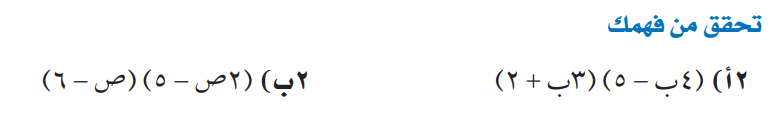 تحقق من فهمك
٢أ) (٤ب − ٥)(٣ب + ٢)
٢ب) (٢ص − ٥)(ص − ٦)